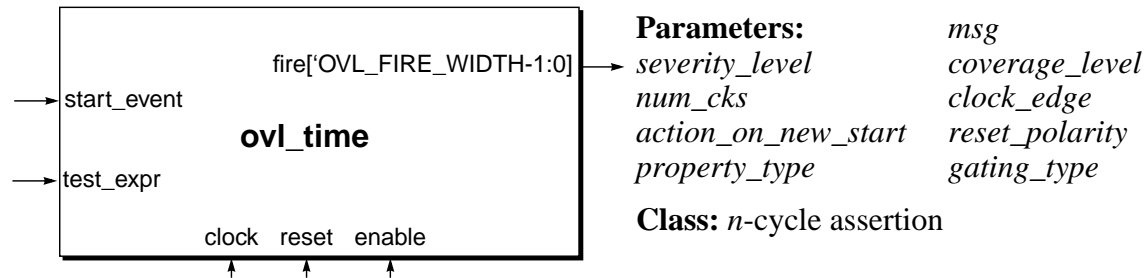 fire['OVL_FIRE_WIDTH-1:0]
start_event
ovl_time
test_expr
clock reset enable
Parameters: msg
severity_level coverage_level
num_cks clock_edge
action_on_new_start reset_polarity
property_type gating_type
Class: n-cycle assertion